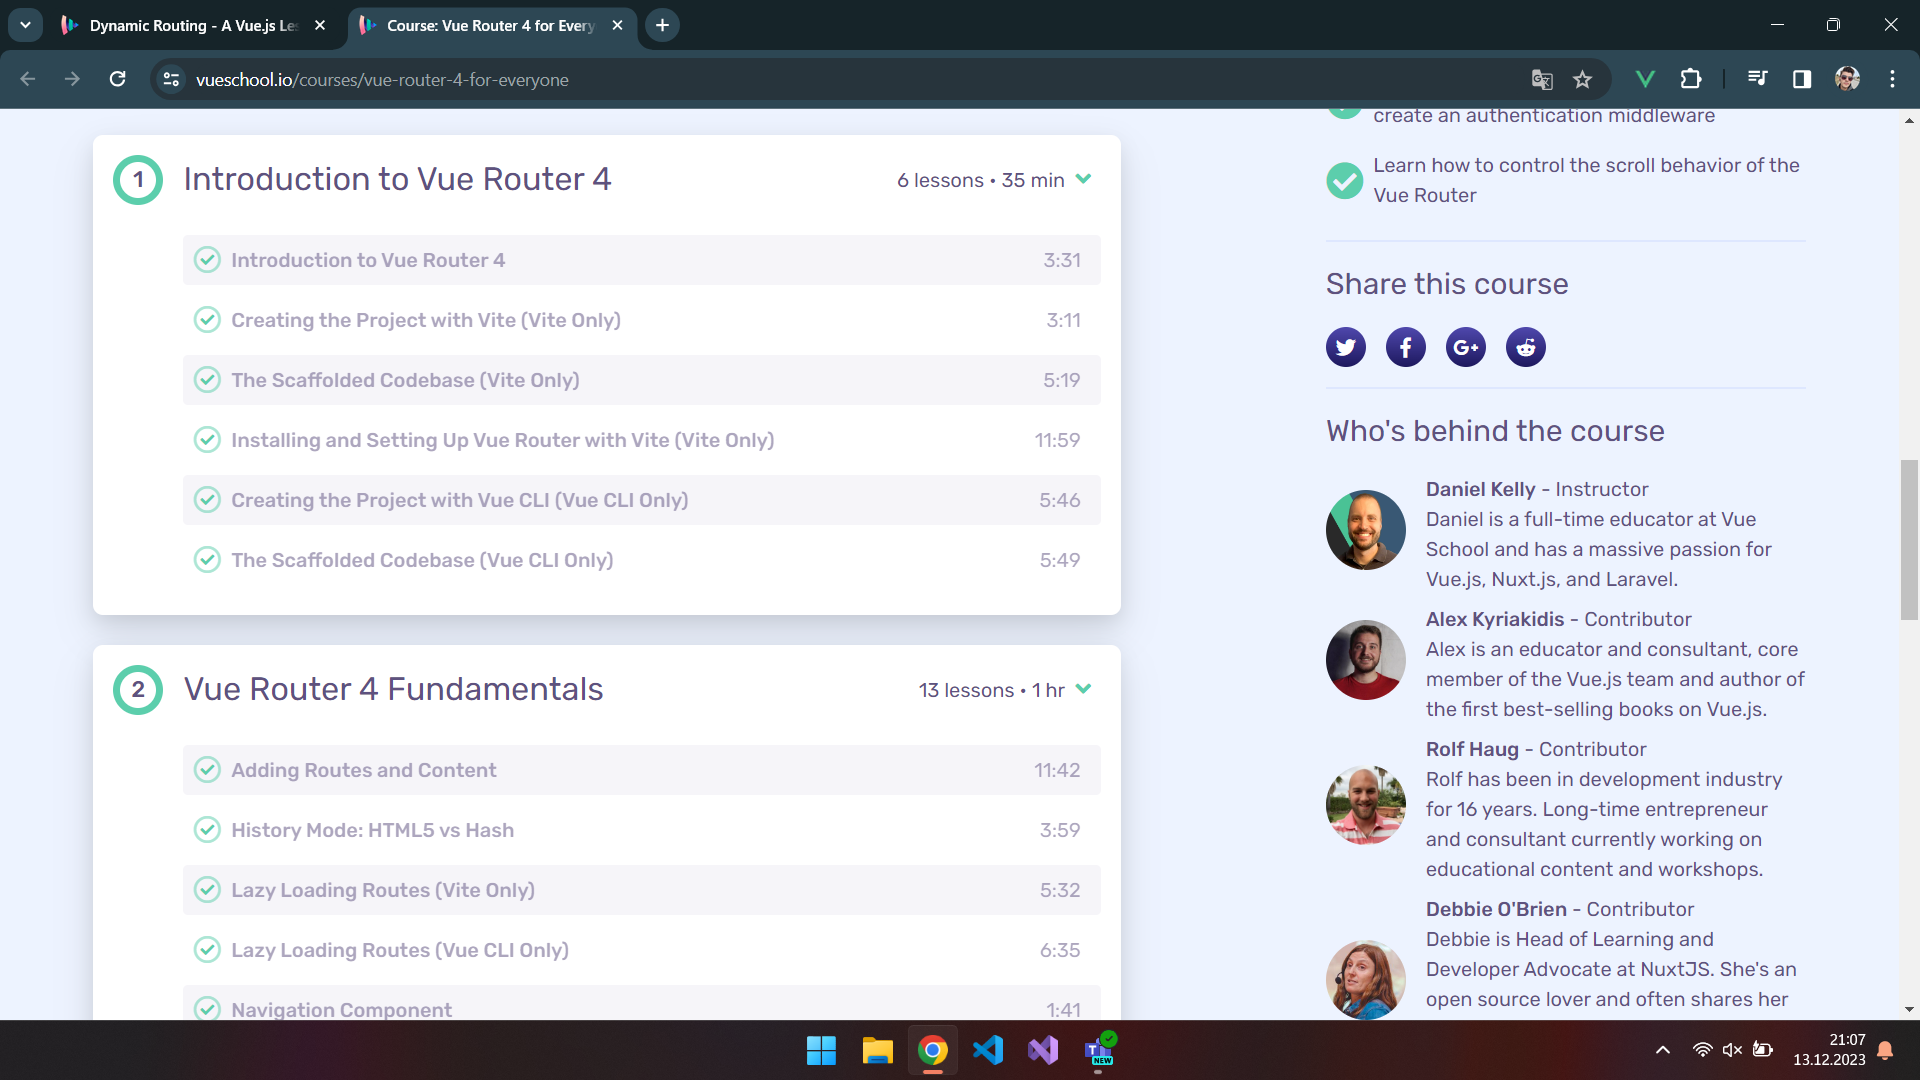 Dynamic Routing - A Vue.js Les
Course: Vue Router 4 for Every
vueschool.io/courses/vue-router-4-for-everyone
1
Introduction to Vue Router 4
6 lessons • 35 min
Introduction to Vue Router 4
3:31
Creating the Project with Vite (Vite Only)
3:11
The Scaffolded Codebase (Vite Only)
5:19
Installing and Setting Up Vue Router with Vite (Vite Only)
11:59
Creating the Project with Vue CLI (Vue CLI Only)
5:46
The Scaffolded Codebase (Vue CLI Only)
5:49
2
Vue Router 4 Fundamentals
13 lessons • 1 hr
Adding Routes and Content
11:42
History Mode: HTML5 vs Hash
3:59
Lazy Loading Routes (Vite Only)
5:32
Lazy Loading Routes (Vue CLI Only)
6:35
Navigation Component
1:41
create an authentication middleware
Learn how to control the scroll behavior of the
Vue Router
Share this course
G+
Who's behind the course
Daniel Kelly - Instructor
Daniel is a full-time educator at Vue
School and has a massive passion for
Vue.js, Nuxt.js, and Laravel.
Alex Kyriakidis - Contributor
Alex is an educator and consultant, core
member of the Vue.js team and author of
the first best-selling books on Vue.js.
Rolf Haug - Contributor
Rolf has been in development industry
for 16 years. Long-time entrepreneur
and consultant currently working on
educational content and workshops.
Debbie O'Brien - Contributor
Debbie is Head of Learning and
Developer Advocate at NuxtJS. She's an
open source lover and often shares her
T
NEW
21:07
13.12.2023